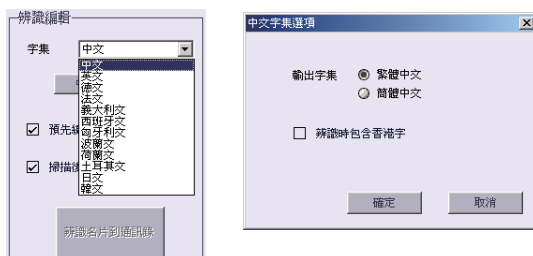 辨識編輯
字集
中文
中文
英文
德文
法文
義大利文
西班牙文
匈牙利文
波蘭文
荷蘭文
土耳其文
日文
韓文
預先
掃描
辨識名片到通訊錄
中文字集選項
輸出字集
繁體中文
簡體中文
辨識時包含香港字
確定
取消